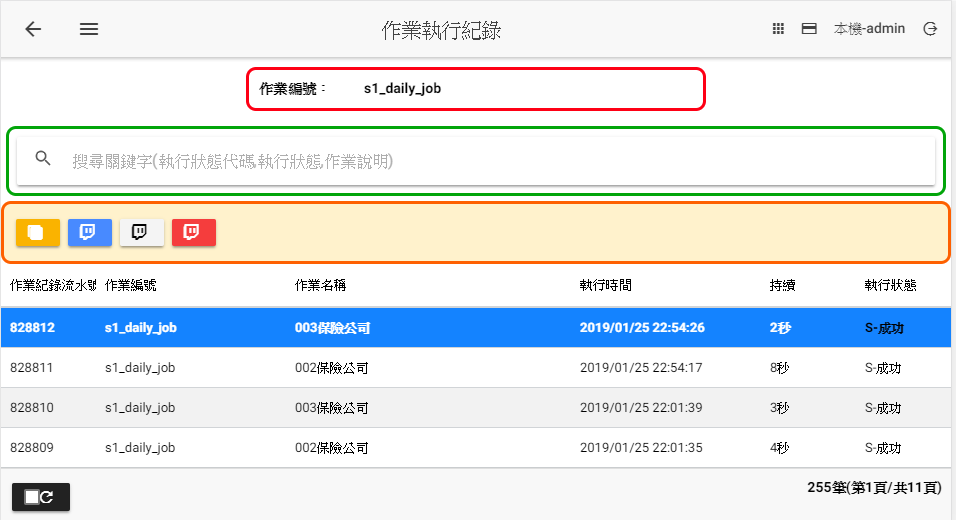 作業執行紀錄
本機-admin
作業編號： s1_daily_job
搜尋關鍵字(執行狀態代碼,執行狀態,作業說明)
作業紀錄流水號 作業編號 作業名稱 執行時間 持續 執行狀態
828812 s1_daily_job 003保險公司 2019/01/25 22:54:26 2秒 S-成功
828811 s1_daily_job 002保險公司 2019/01/25 22:54:17 8秒 S-成功
828810 s1_daily_job 003保險公司 2019/01/25 22:01:39 3秒 S-成功
828809 s1_daily_job 002保險公司 2019/01/25 22:01:35 4秒 S-成功
255筆(第1頁/共11頁)